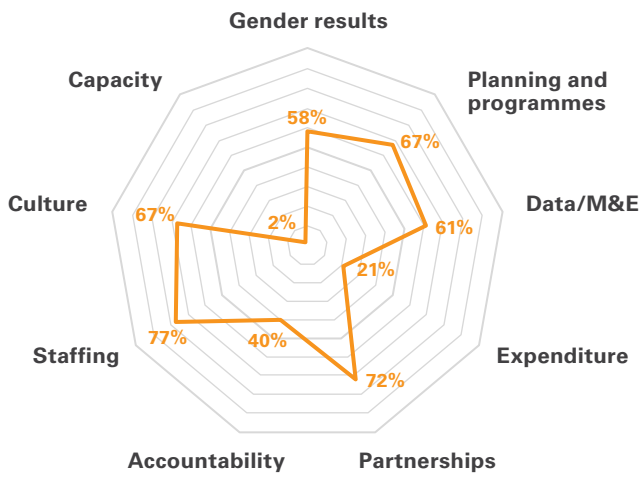 Gender results
Capacity
Planning and
programmes
58%
67%
Culture
67%
2%
Data/M&E
61%
21%
Staffing
77%
40%
Expenditure
72%
Accountability
Partnerships